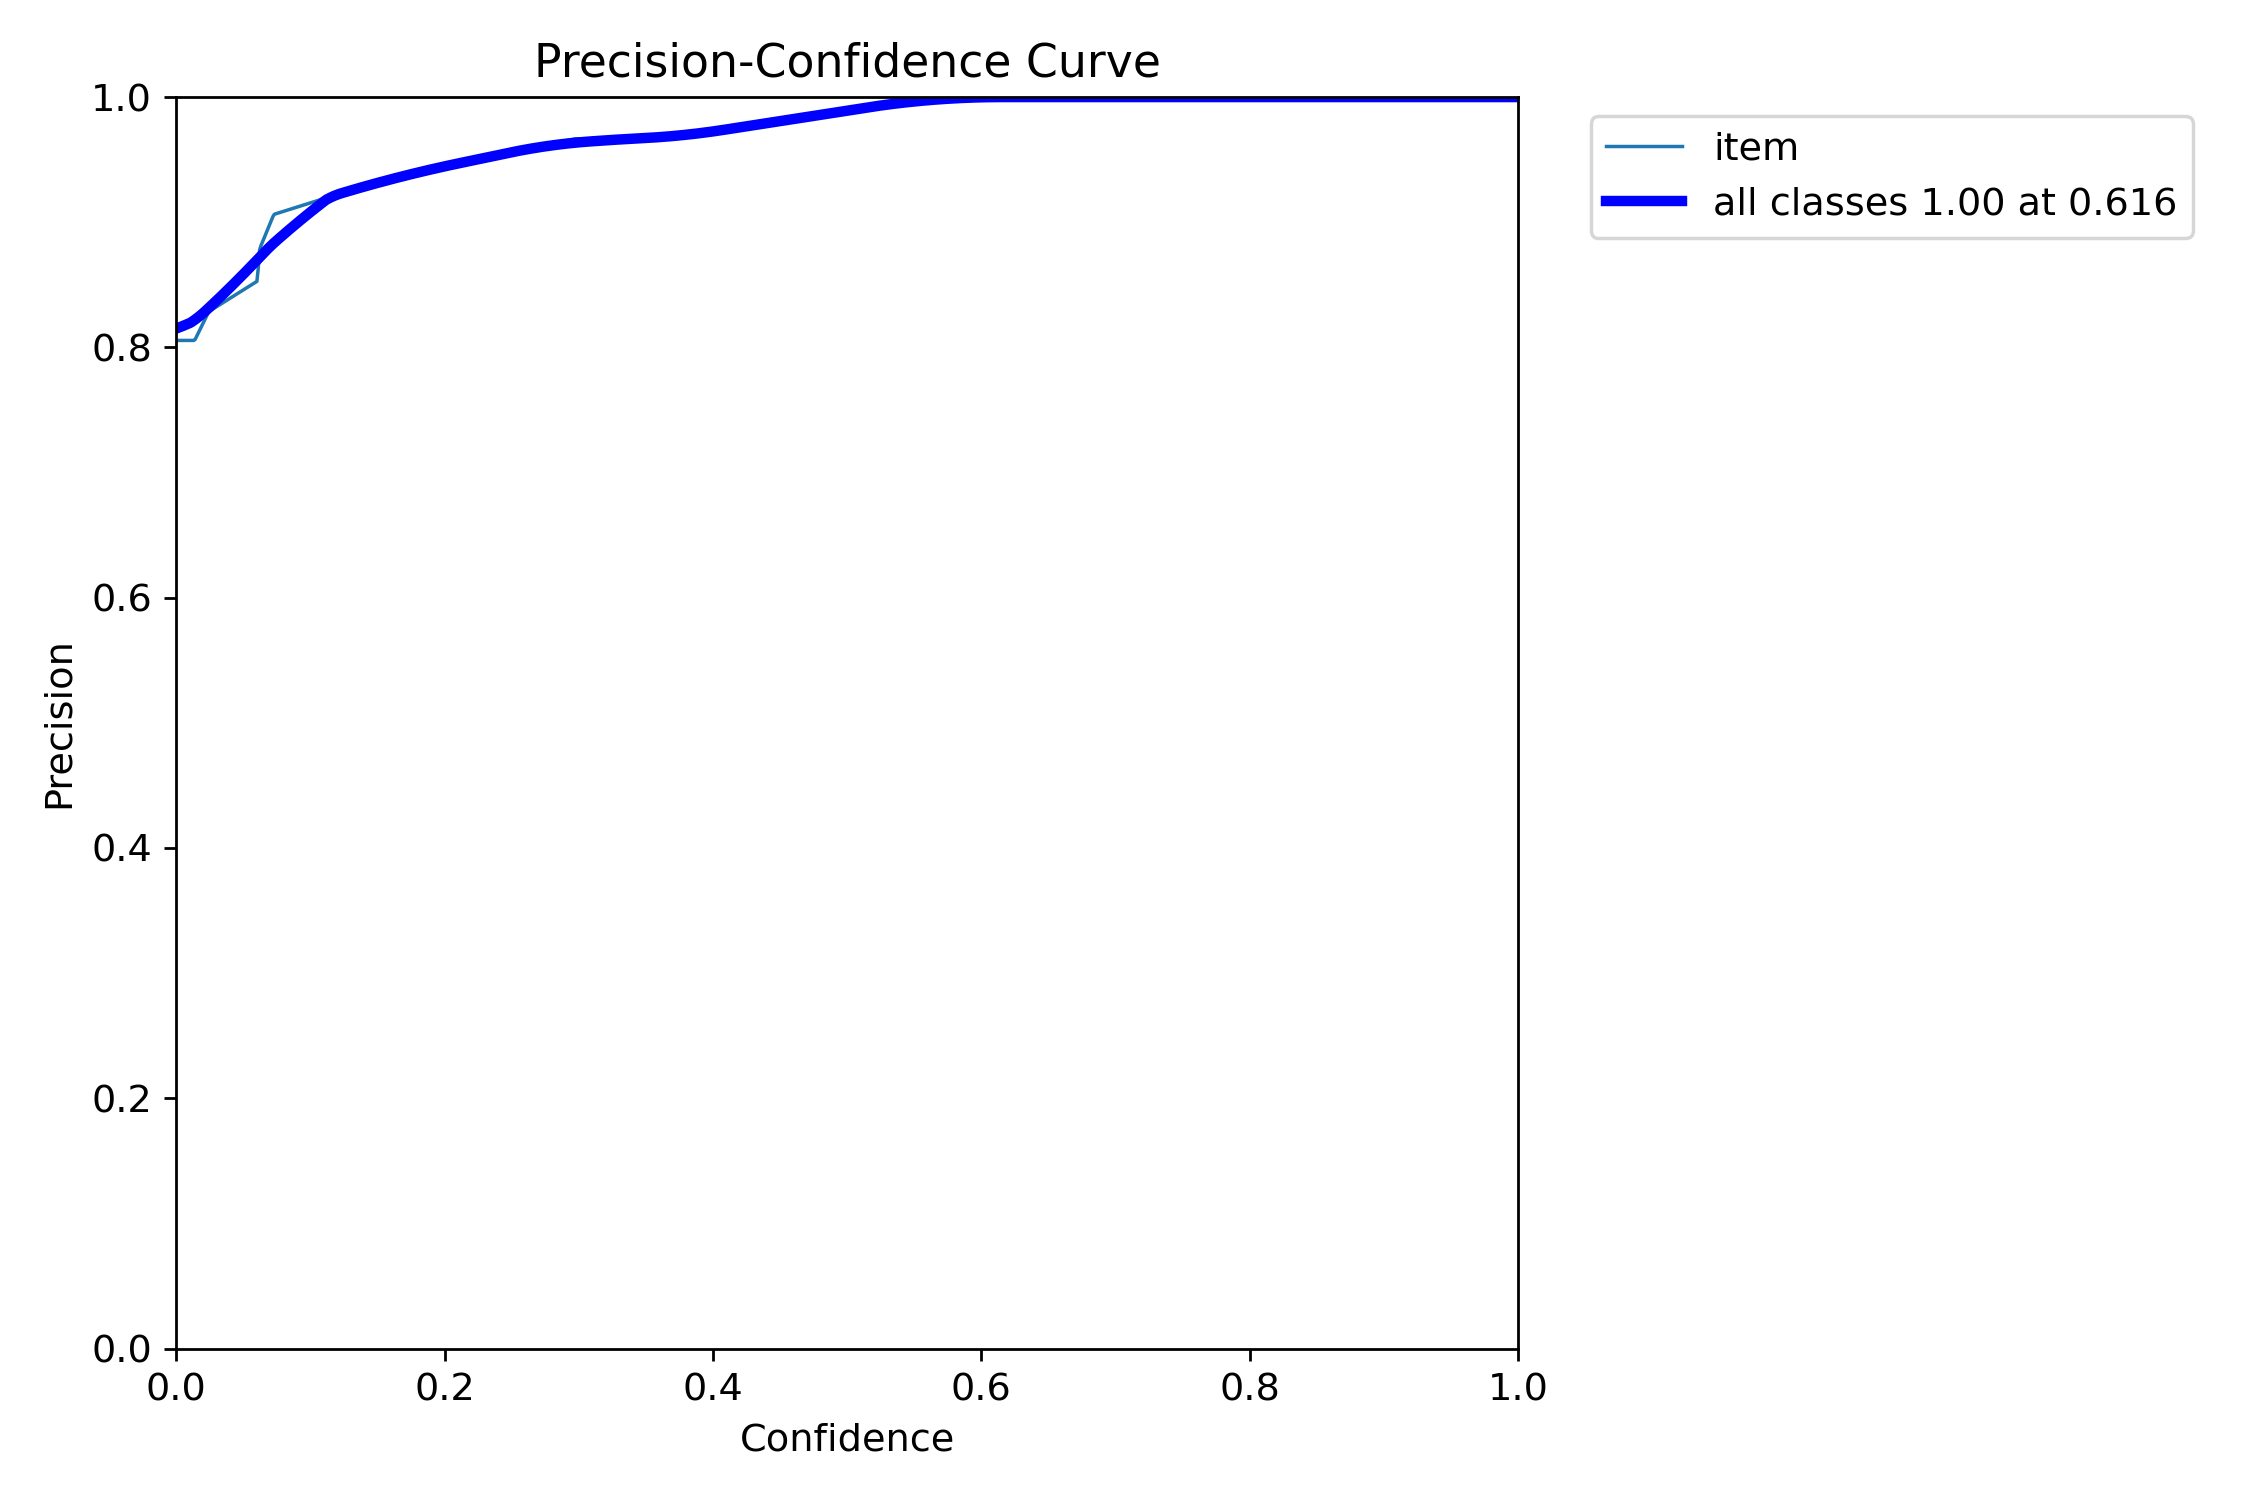 Precision-Confidence Curve
1.0
0.8
0.6
0.4
0.2
0.0
Precision
0.0 0.2 0.4 0.6 0.8 1.0
Confidence
item
all classes 1.00 at 0.616